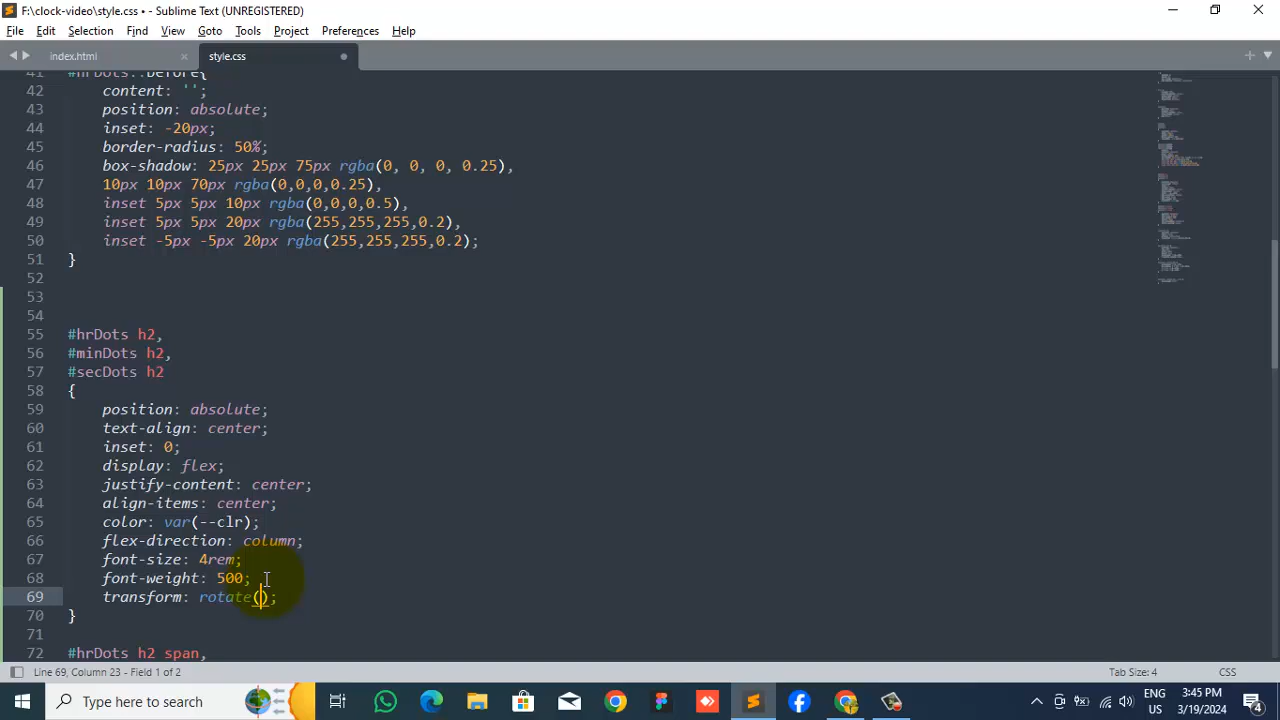 F:\clock-video\style.css • - Sublime Text (UNREGISTERED)
File Edit Selection Find View Goto Tools Project Preferences Help
index.html style.css
41 #hrDots::before{
42 content: '';
43 position: absolute;
44 inset: -20px;
45 border-radius: 50%;
46 box-shadow: 25px 25px 75px rgba(0, 0, 0, 0.25),
47 10px 10px 70px rgba(0,0,0,0.25),
48 inset 5px 5px 10px rgba(0,0,0,0.5),
49 inset 5px 5px 20px rgba(255,255,255,0.2),
50 inset -5px -5px 20px rgba(255,255,255,0.2);
51 }
52
53
54
55 #hrDots h2,
56 #minDots h2,
57 #secDots h2
58 {
59 position: absolute;
60 text-align: center;
61 inset: 0;
62 display: flex;
63 justify-content: center;
64 align-items: center;
65 color: var(--clr);
66 flex-direction: column;
67 font-size: 4rem;
68 font-weight: 500;
69 transform: rotate();
70 }
71
72 #hrDots h2 span,
Line 69, Column 23 - Field 1 of 2 Tab Size: 4 CSS
Type here to search
ENG
US
3:45 PM
3/19/2024
4